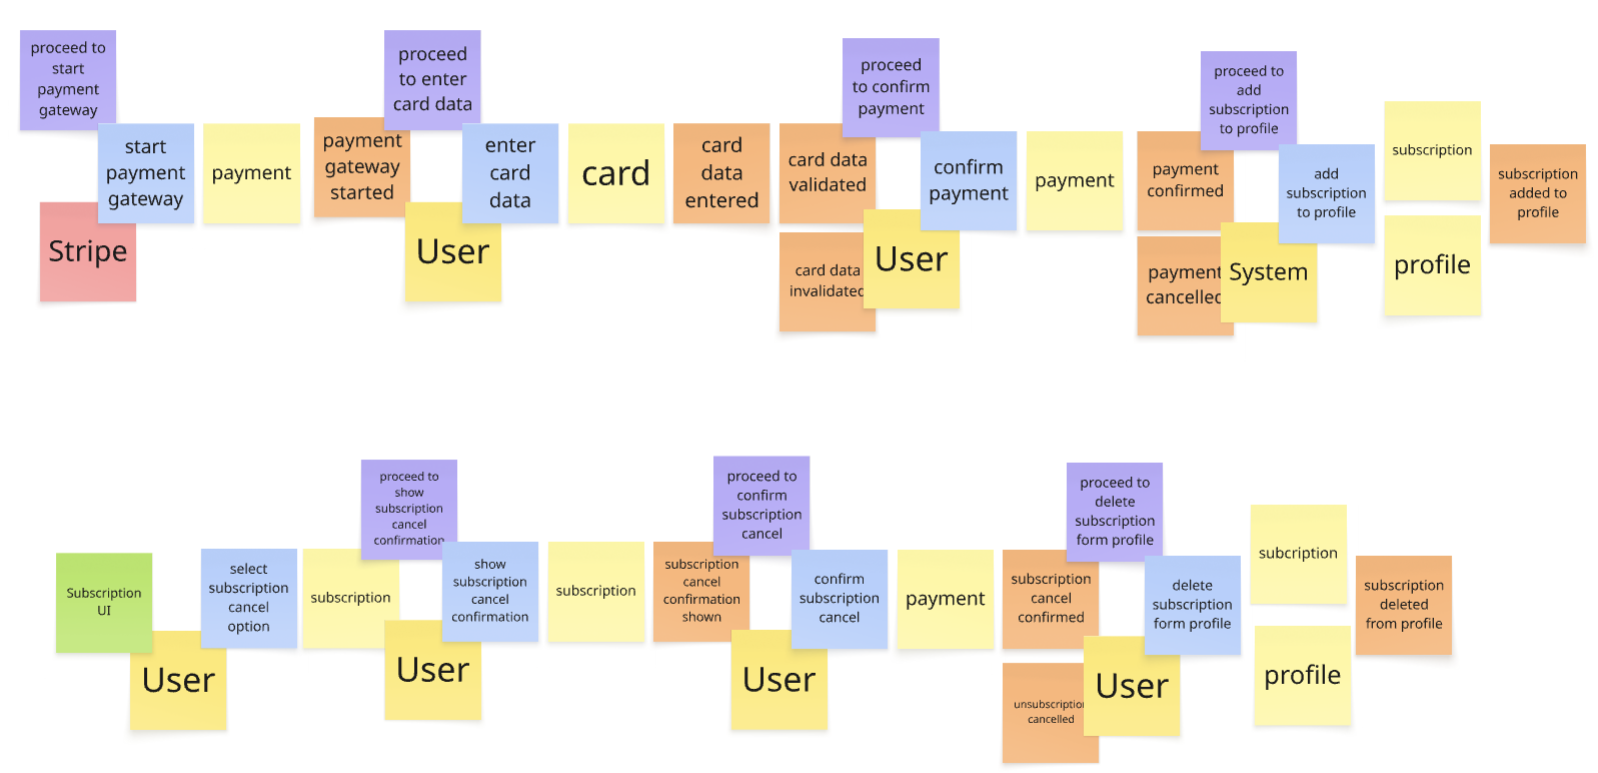 proceed to
start
payment
gateway
start
payment
gateway
Stripe
payment
payment
gateway
started
proceed
to enter
card data
User
enter
card
data
card
card
data
entered
card data
validated
card data
invalidated
proceed
to confirm
payment
User
confirm
payment
payment
payment
confirmed
payment
cancelled
proceed to
add
subscription
to profile
System
add
subscription
to profile
subscription
profile
subscription
added to
profile
Subscription
UI
User
select
subscription
cancel
option
subscription
proceed to
show
subscription
cancel
confirmation
User
show
subscription
cancel
confirmation
subscription
subscription
cancel
confirmation
shown
proceed to
confirm
subscription
cancel
User
confirm
subscription
cancel
payment
subscription
cancel
confirmed
unsubscription
cancelled
proceed to
delete
subscription
form profile
User
delete
subscription
form profile
subcription
profile
subscription
deleted
from profile